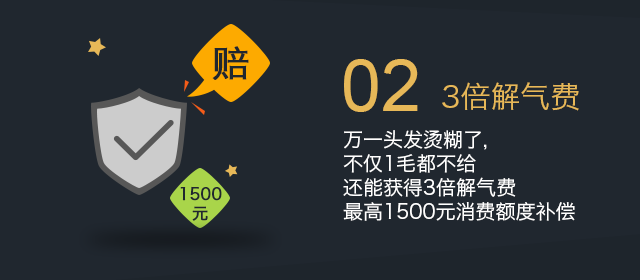 赔
1500
元
02 3倍解气费
万一头发烫糊了,
不仅1毛都不给
还能获得3倍解气费
最高1500元消费额度补偿